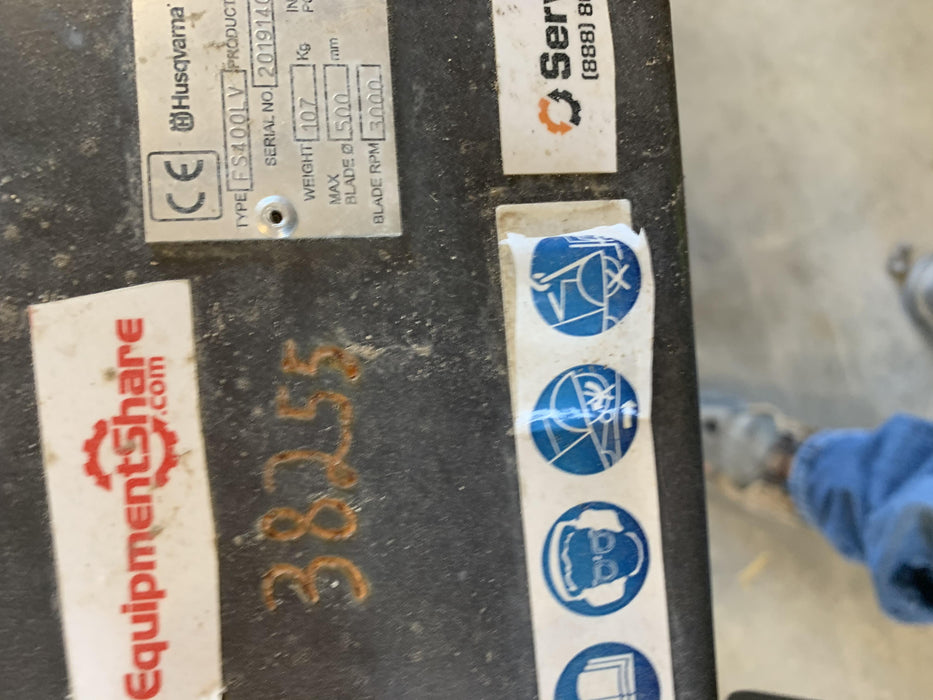 Husqvarna
CE
TYPE FS400LV PRODUCT
SERIAL NO
WEIGHT 107 Kg
MAX
BLADE Ø 500 mm
BLADE RPM 3000
Serv
(888)
EquipmentShare
.com
38255